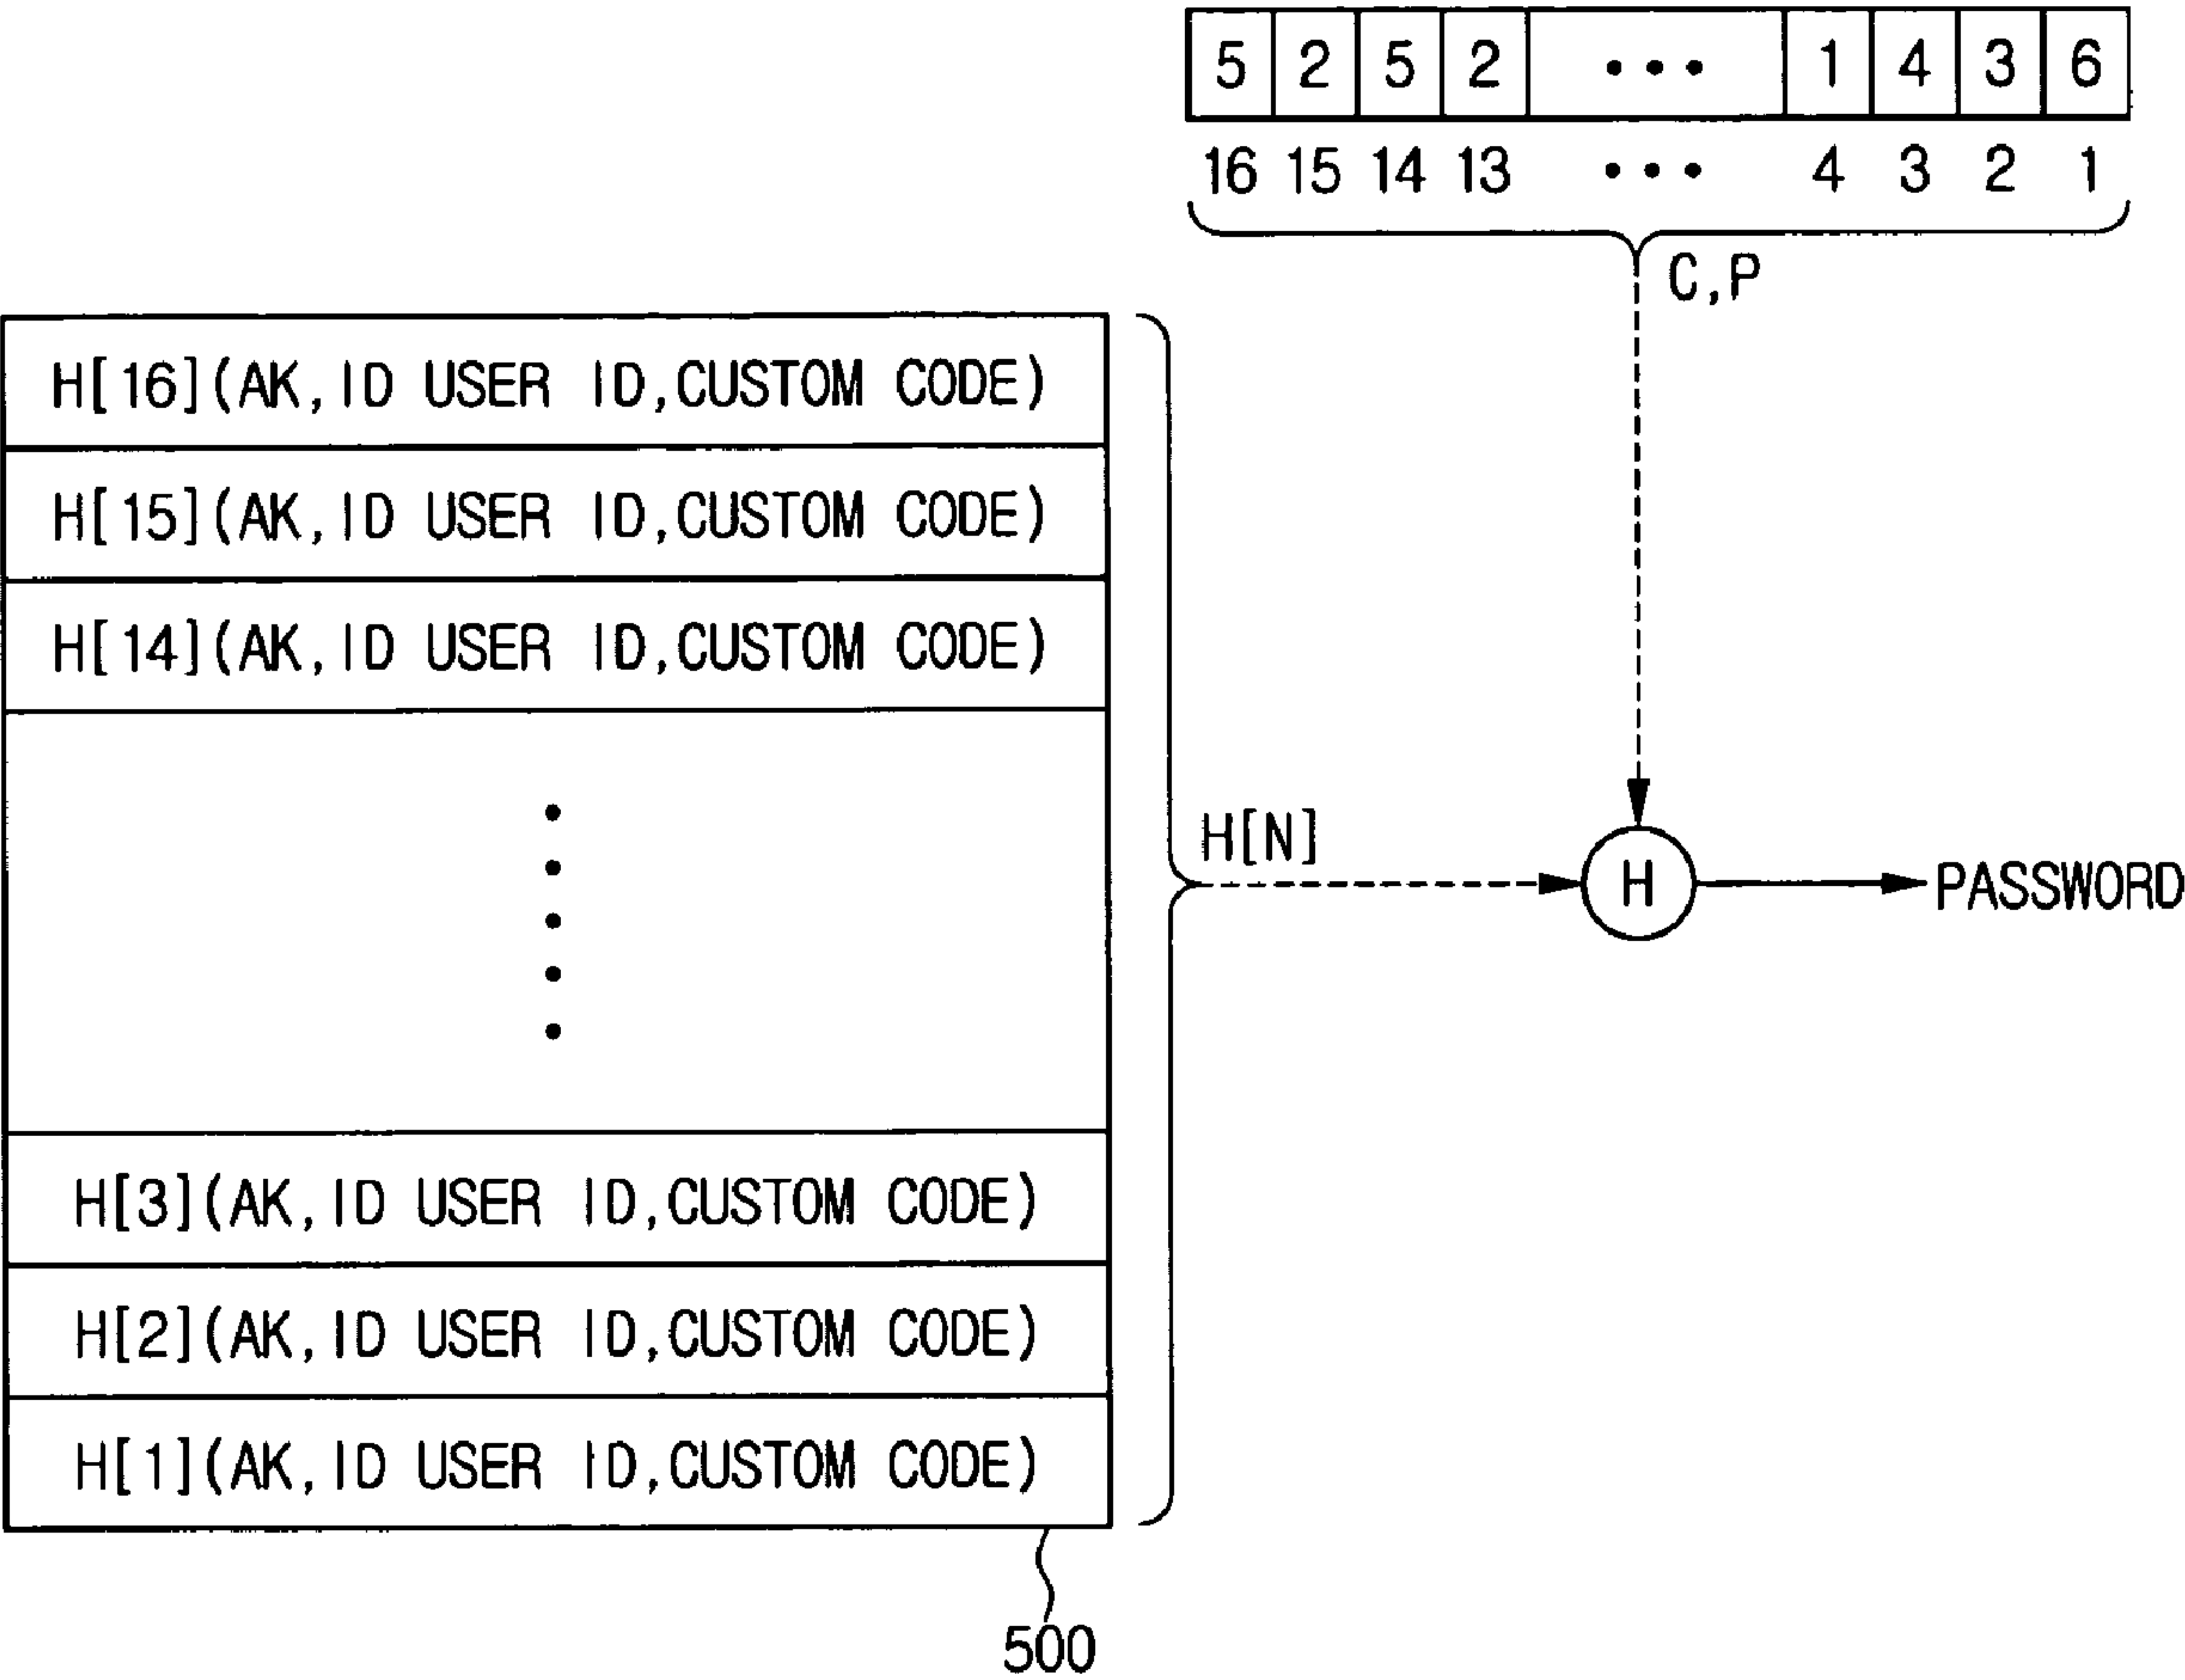 5 2 5 2 ••• 1 4 3 6
16 15 14 13 ••• 4 3 2 1
C,P
H[16](AK, ID USER ID,CUSTOM CODE)
H[15](AK, ID USER ID,CUSTOM CODE)
H[14](AK, ID USER ID,CUSTOM CODE)
H[N]
H
PASSWORD
H[3](AK, ID USER ID,CUSTOM CODE)
H[2](AK, ID USER ID,CUSTOM CODE)
H[1](AK, ID USER ID,CUSTOM CODE)
500